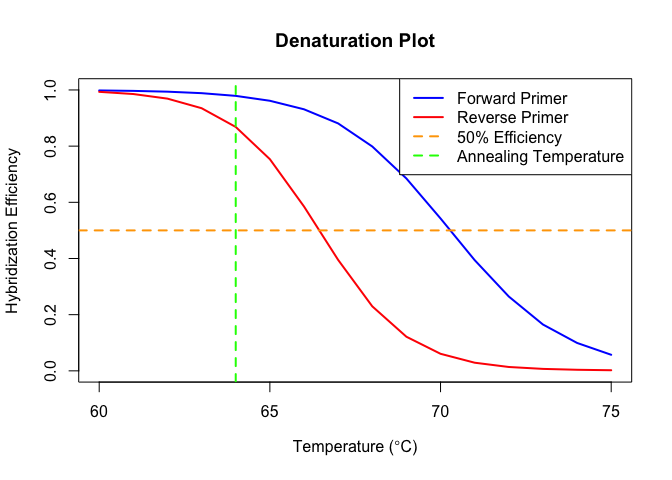 Denaturation Plot
Forward Primer
Reverse Primer
50% Efficiency
Annealing Temperature
Hybridization Efficiency
1.0
0.8
0.6
0.4
0.2
0.0
60 65 70 75
Temperature (°C)